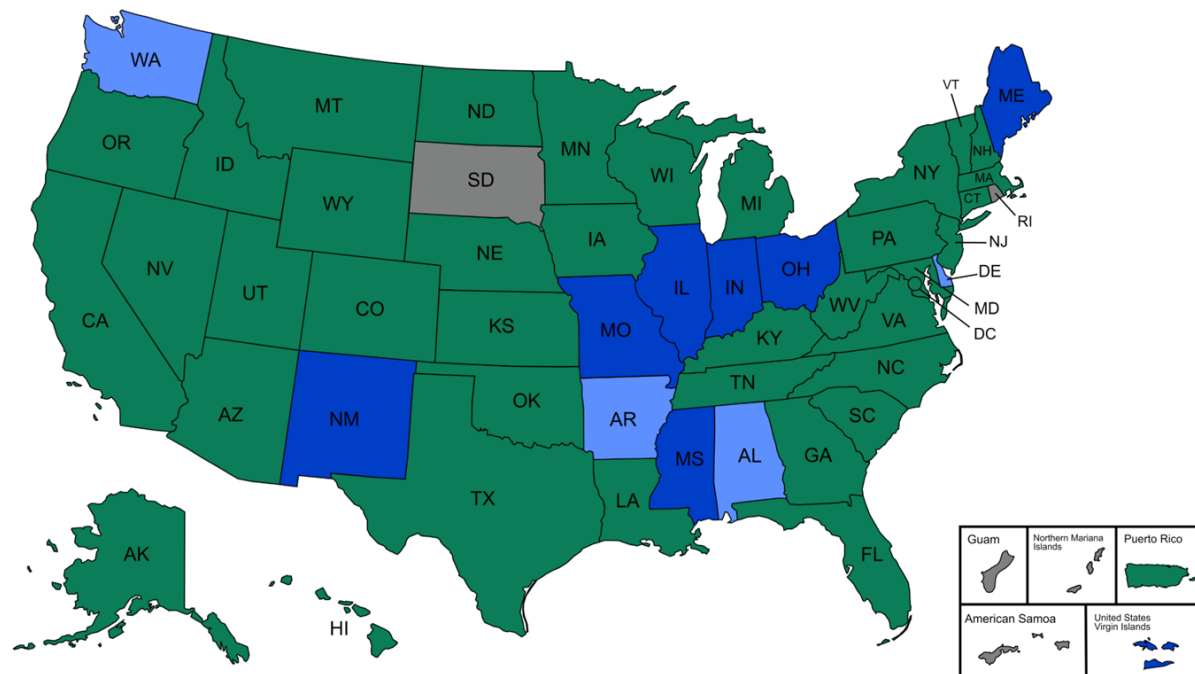 WA
ME
VT
MT
ND
OR
MN
NH
ID
SD
WI
NY
MA
WY
MI
CT
RI
IA
PA
NJ
NE
NV
OH
DE
IL
IN
UT
CO
MD
CA
WV
KS
MO
VA
DC
KY
NC
TN
OK
AZ
NM
AR
SC
MS
AL
GA
TX
LA
AK
FL
HI
Guam
Northern Mariana
Islands
Puerto Rico
American Samoa
United States
Virgin Islands